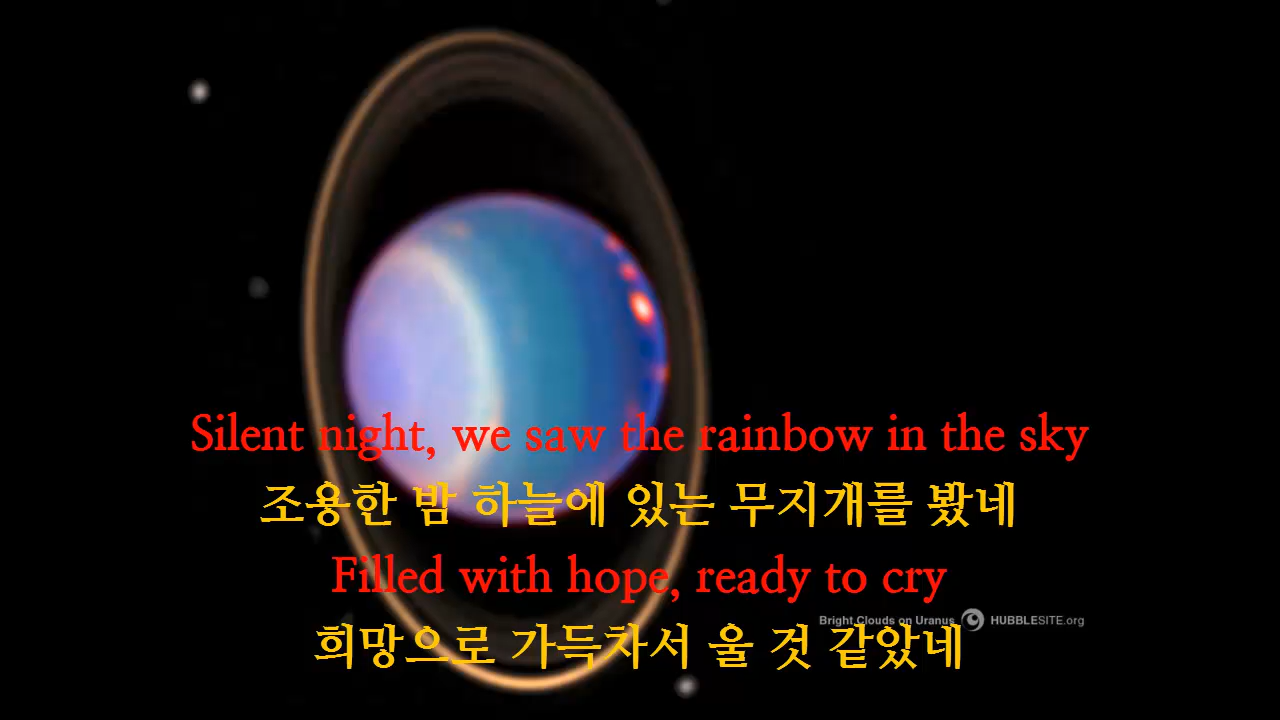 Silent night, we saw the rainbow in the sky
조용한 밤 하늘에 있는 무지개를 봤네
Filled with hope, ready to cry
Bright Clouds on Uranus HUBBLESITE.org
희망으로 가득차서 울 것 같았네